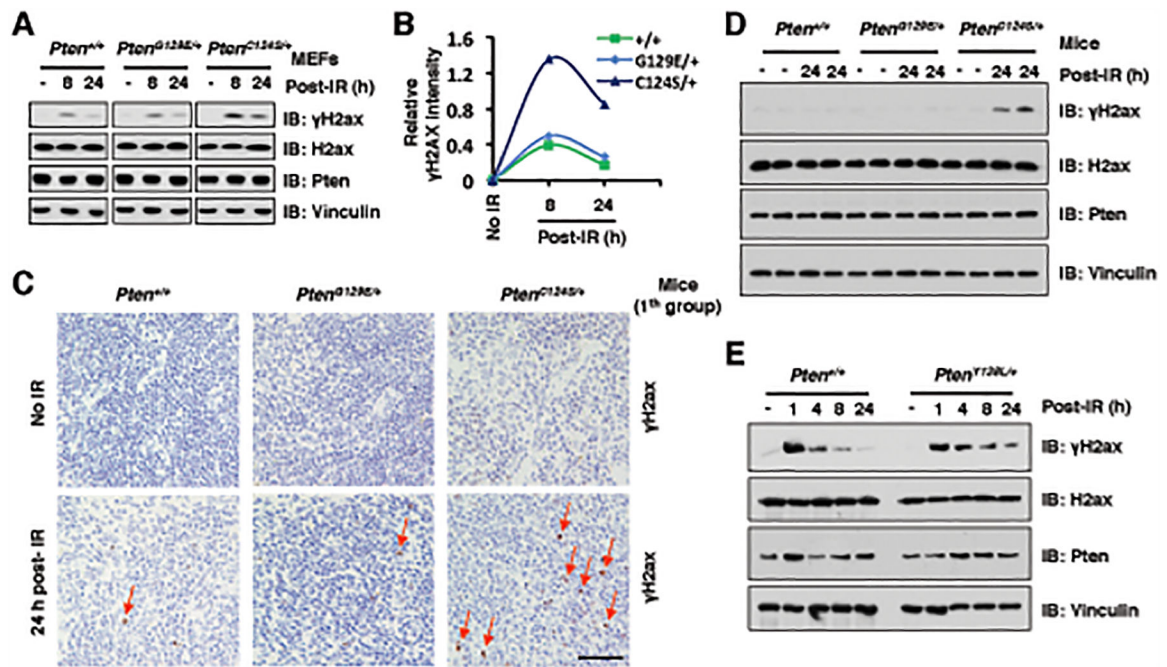 A
Pten+/+ PtenG129E/+ PtenC124S/+
MEFs
- 8 24 - 8 24 - 8 24 Post-IR (h)
IB: γH2ax
IB: H2ax
IB: Pten
IB: Vinculin
B
Relative
γH2AX Intensity
1.6
1.2
0.8
0.4
0
+/+
G129E/+
C124S/+
No IR
8 24
Post-IR (h)
C
Pten+/+ PtenG129E/+ PtenC124S/+
Mice
(1th group)
No IR
γH2ax
24 h post-IR
γH2ax
D
Pten+/+ PtenG129E/+ PtenC124S/+
Mice
- - 24 24 - - 24 24 - - 24 24 Post-IR (h)
IB: γH2ax
IB: H2ax
IB: Pten
IB: Vinculin
E
Pten+/+ PtenY138L/+
- 1 4 8 24 - 1 4 8 24 Post-IR (h)
IB: γH2ax
IB: H2ax
IB: Pten
IB: Vinculin